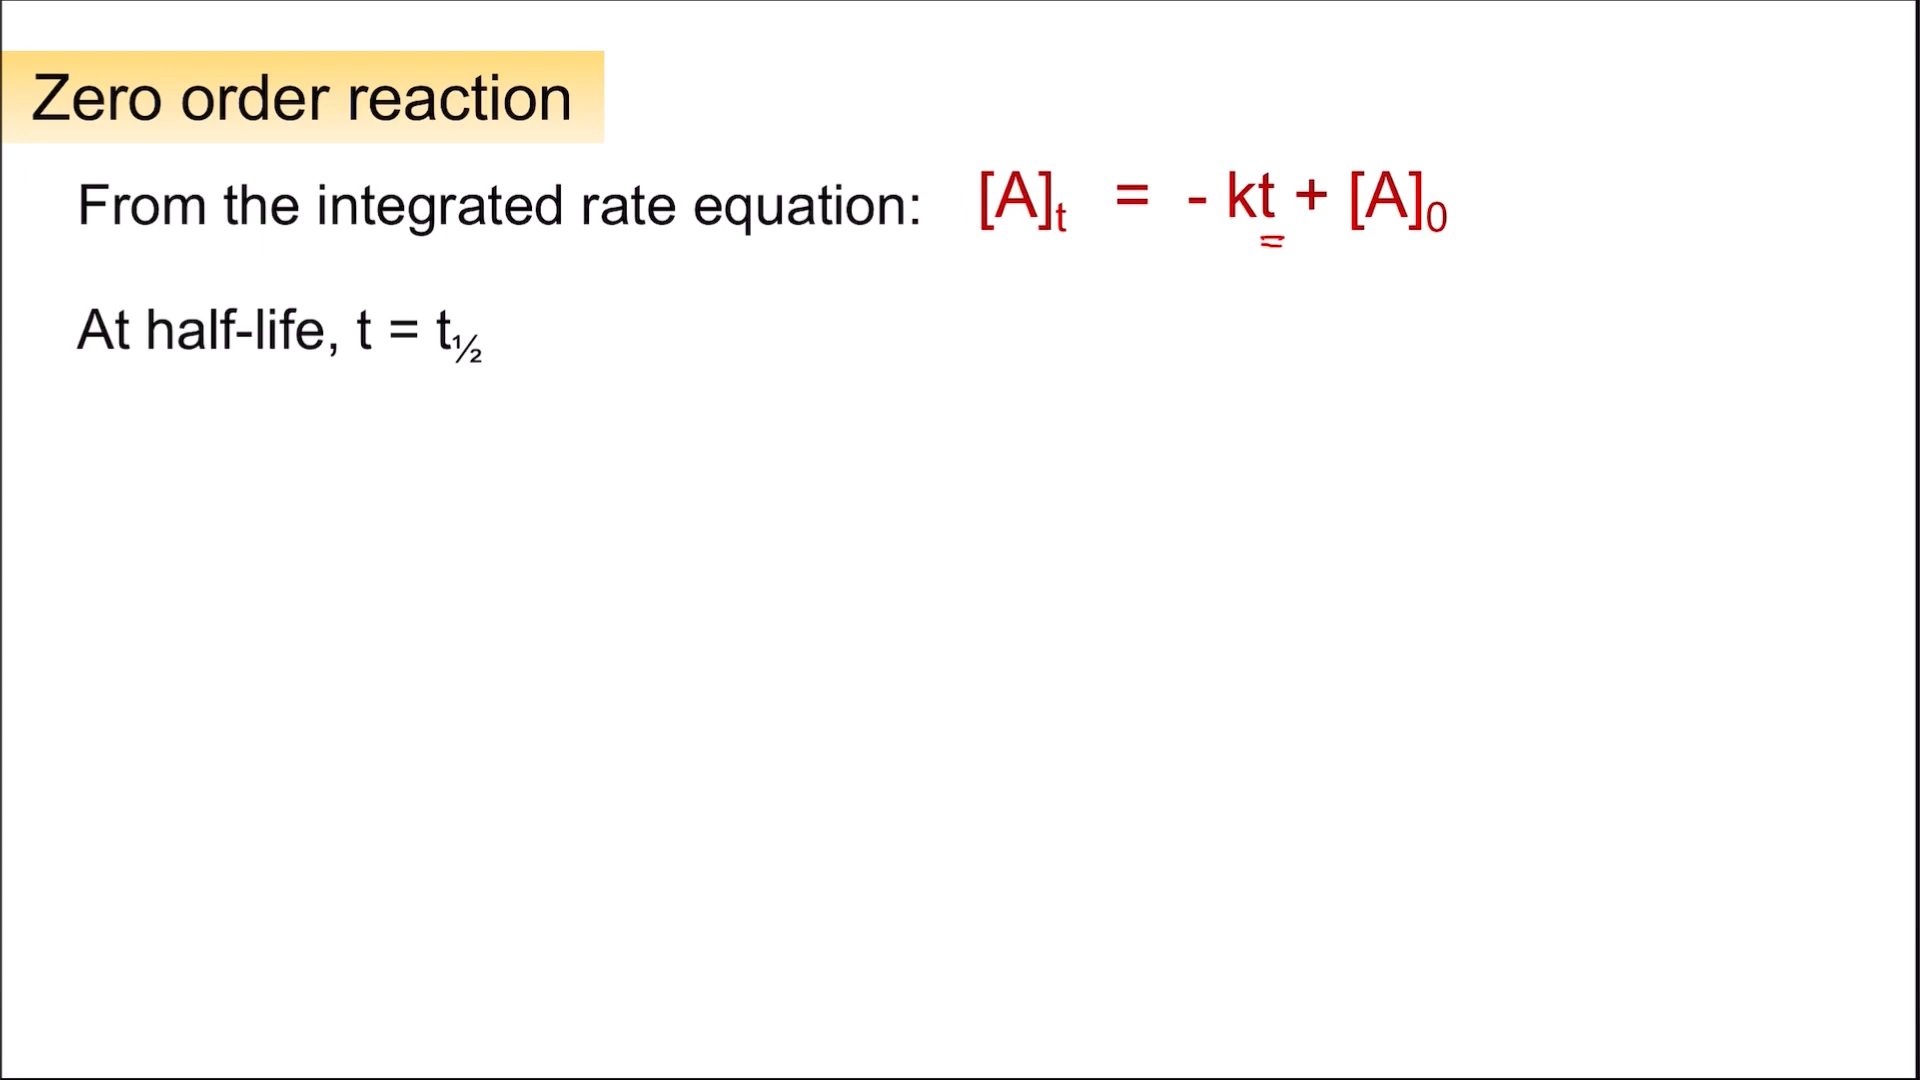 Zero order reaction
From the integrated rate equation: [A]t = - kt + [A]0
At half-life, t = t½